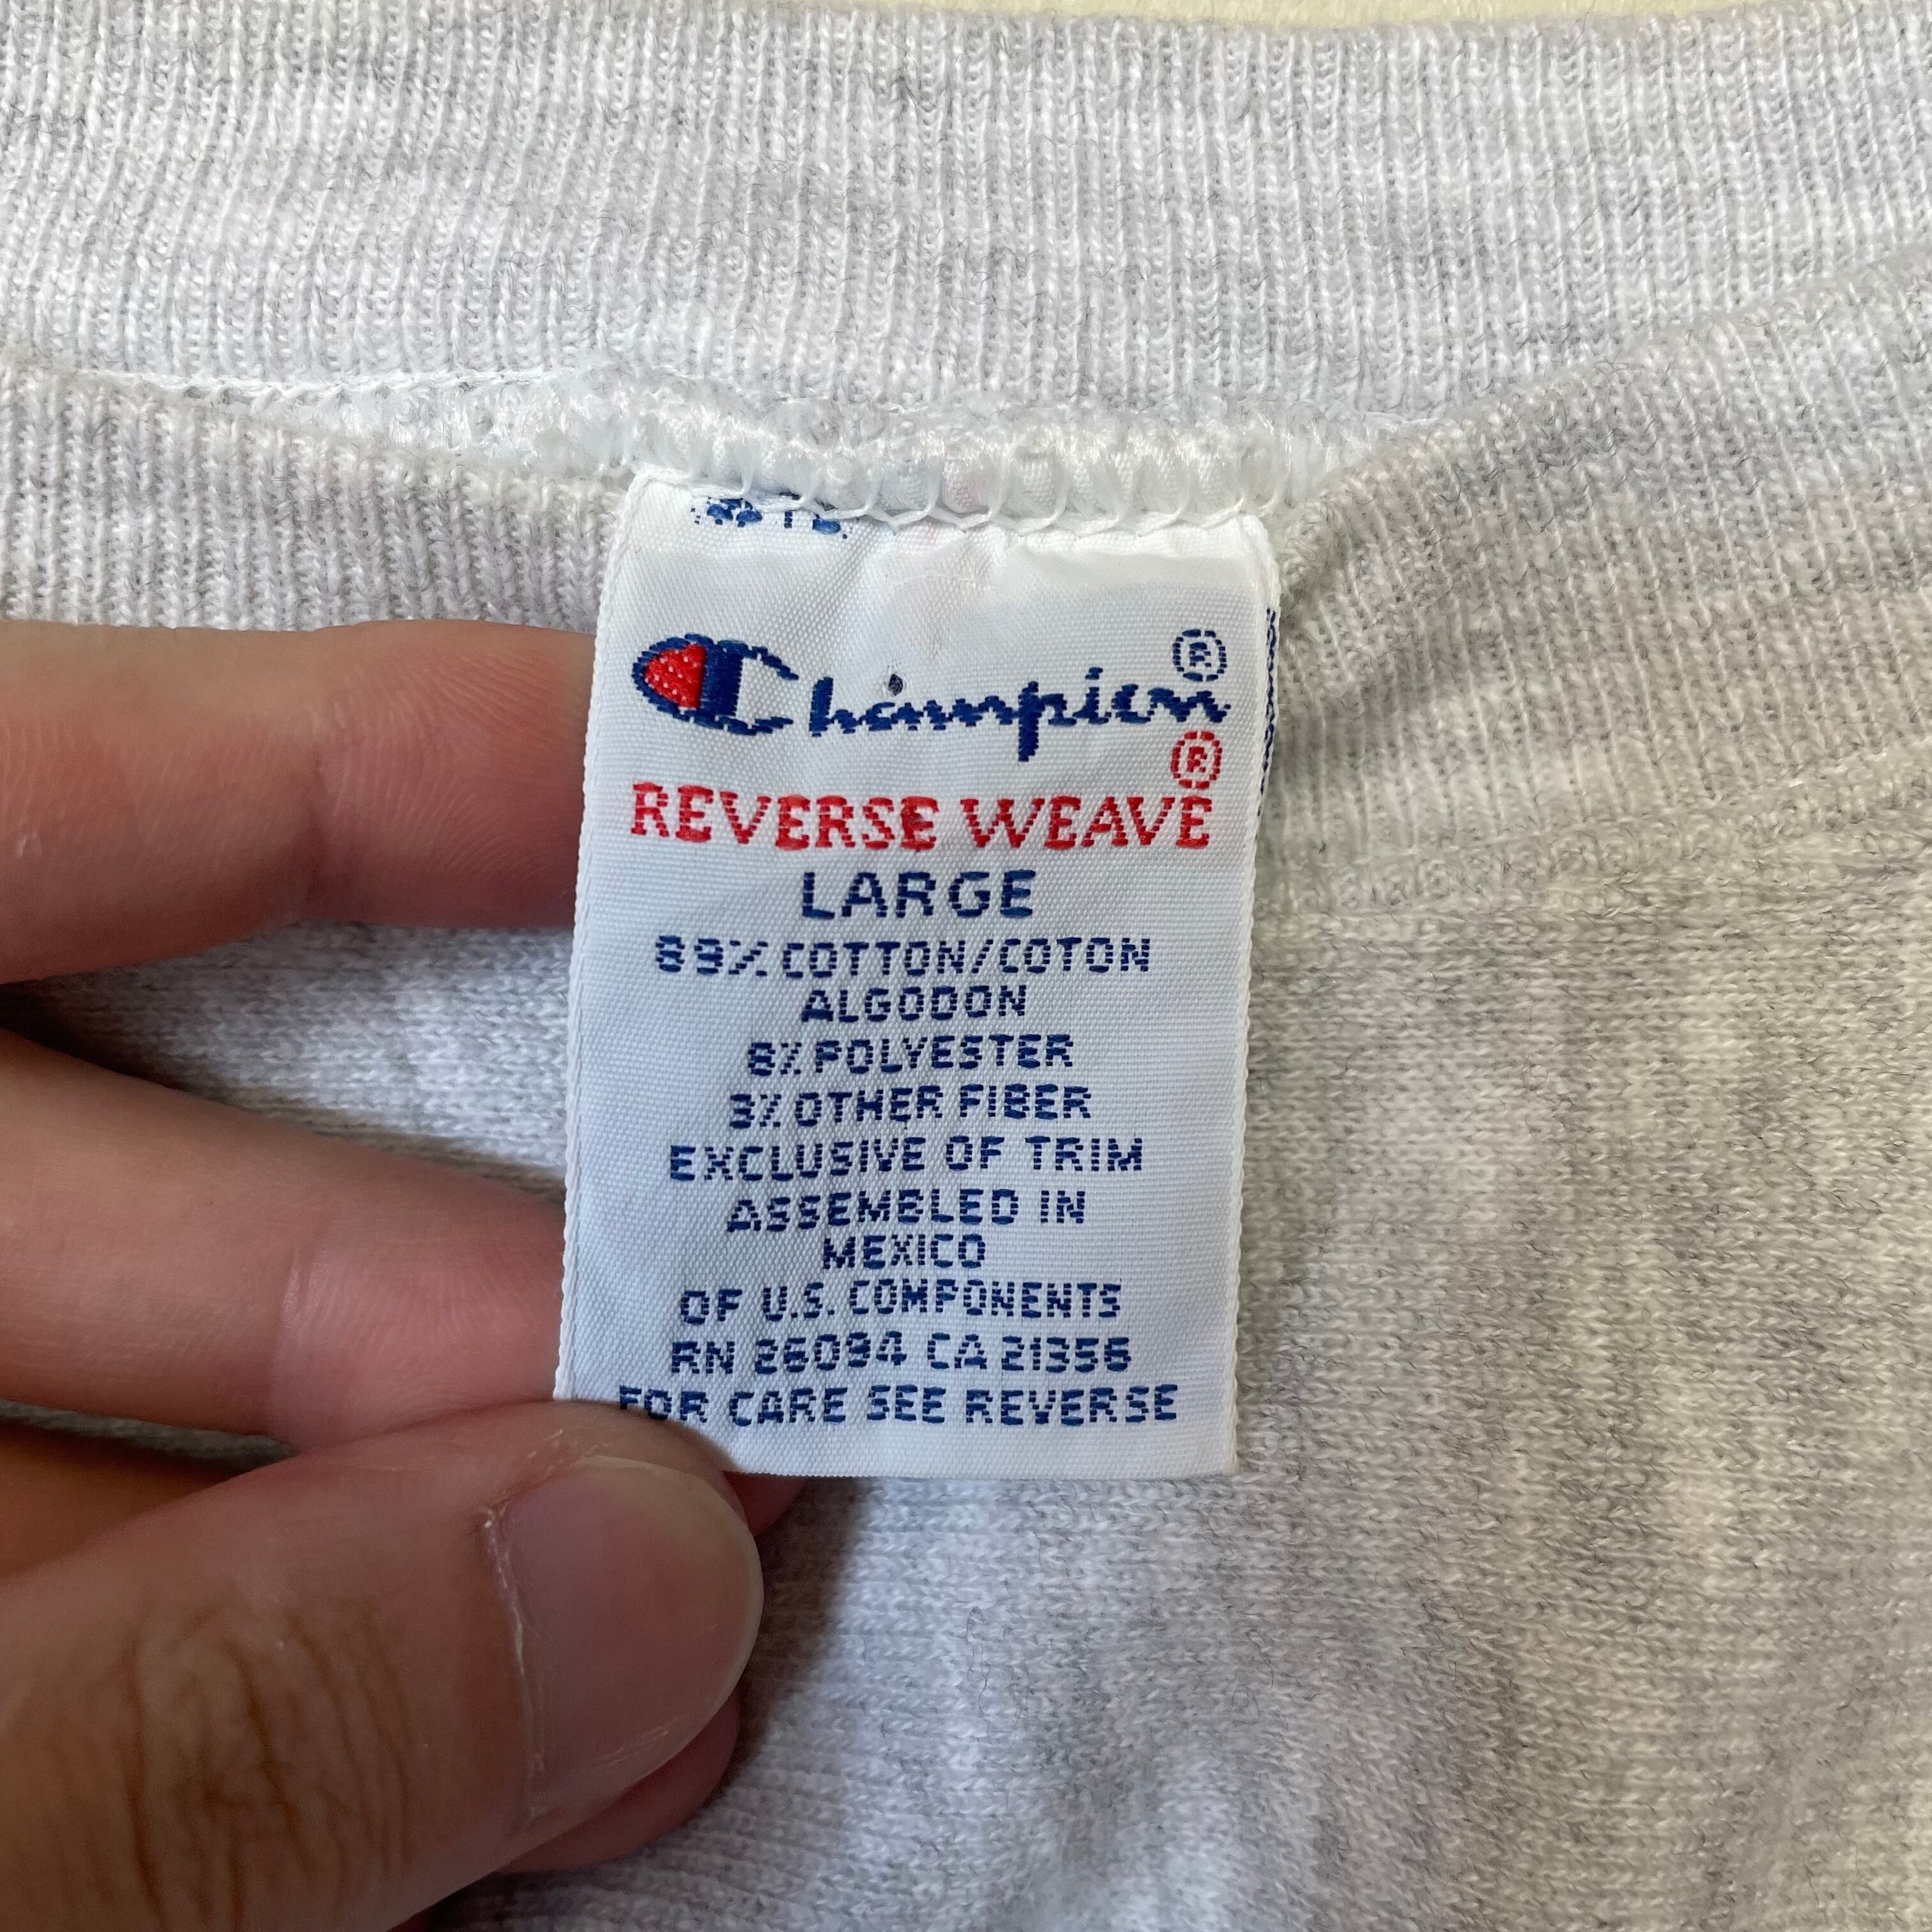 Champion®
®
REVERSE WEAVE
LARGE
89% COTTON/COTON
ALGODON
8% POLYESTER
3% OTHER FIBER
EXCLUSIVE OF TRIM
ASSEMBLED IN
MEXICO
OF U.S. COMPONENTS
RN 26094 CA 21356
FOR CARE SEE REVERSE